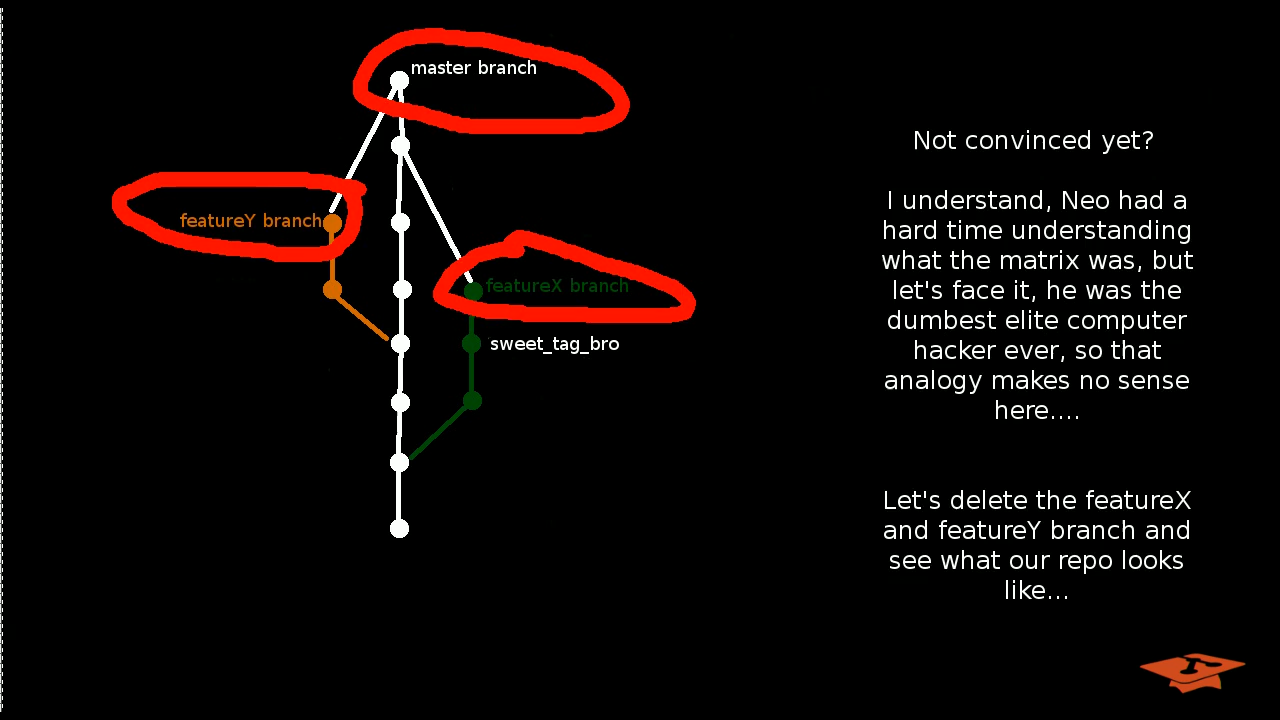 master branch
featureY branch
featureX branch
sweet_tag_bro
Not convinced yet?
I understand, Neo had a
hard time understanding
what the matrix was, but
let's face it, he was the
dumbest elite computer
hacker ever, so that
analogy makes no sense
here....
Let's delete the featureX
and featureY branch and
see what our repo looks
like...